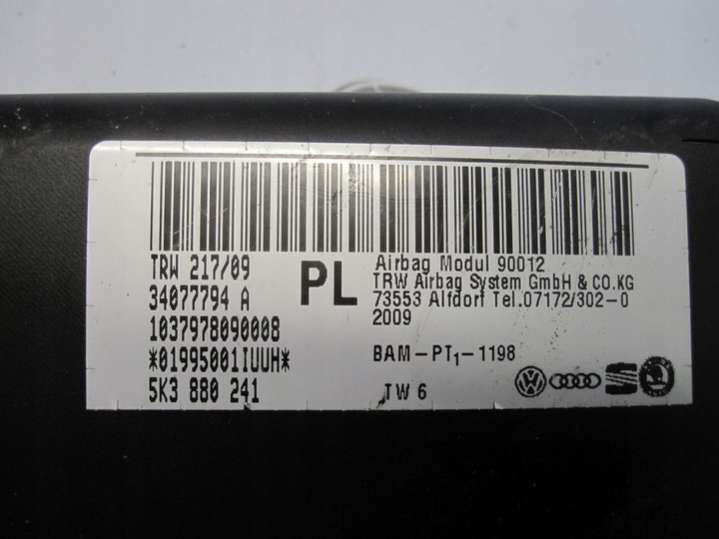 TRW 217/09
34077794 A
1037978090008
*01995001IUUH*
5K3 880 241
PL
Airbag Modul 90012
TRW Airbag System GmbH & CO.KG
73553 Alfdorf Tel.07172/302-0
2009
BAM-PT1-1198
TW 6